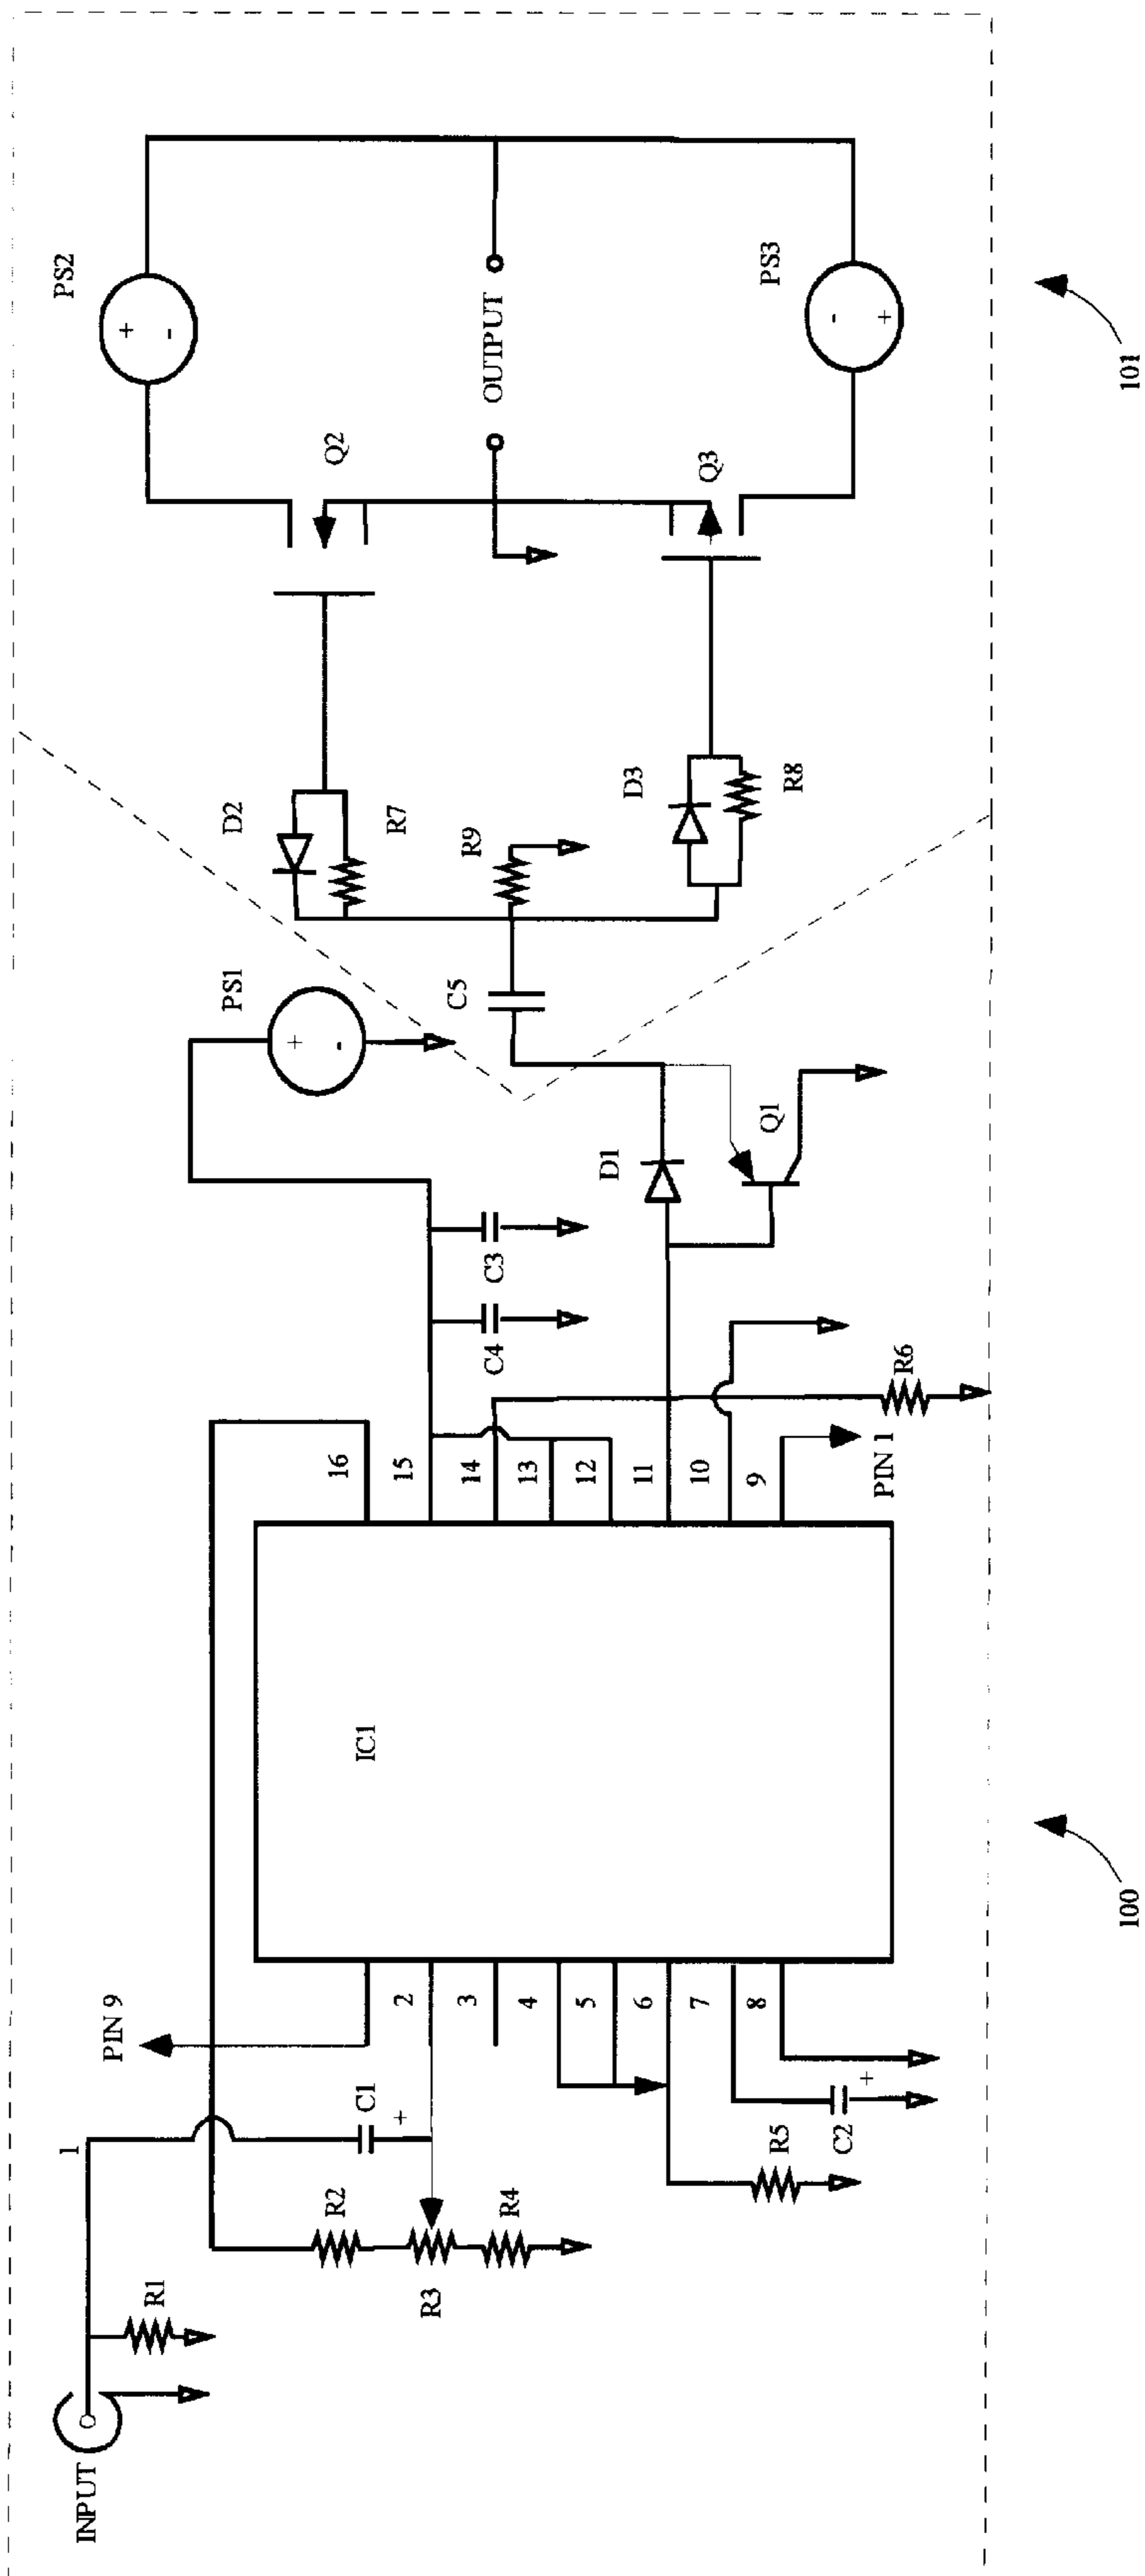 INPUT
R1
1
PIN 9
C1
+
R2
R3
R4
2
3
4
5
6
7
8
R5
C2
+
IC1
16
15
14
13
12
11
10
9
PIN 1
R6
C4
C3
PS1
+
-
D1
Q1
C5
D2
R7
R9
D3
R8
Q2
Q3
OUTPUT
PS2
+
-
PS3
-
+
100
101